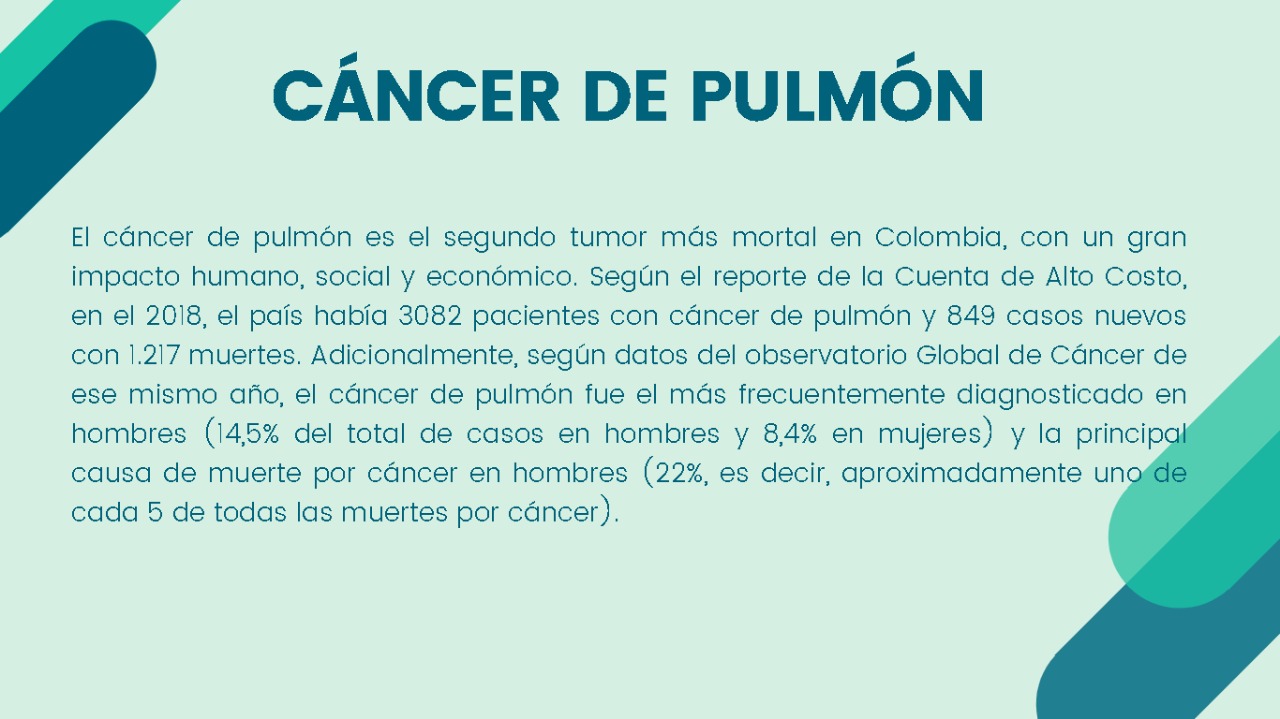 CÁNCER DE PULMÓN
El cáncer de pulmón es el segundo tumor más mortal en Colombia, con un gran
impacto humano, social y económico. Según el reporte de la Cuenta de Alto Costo,
en el 2018, el país había 3082 pacientes con cáncer de pulmón y 849 casos nuevos
con 1.217 muertes. Adicionalmente, según datos del observatorio Global de Cáncer de
ese mismo año, el cáncer de pulmón fue el más frecuentemente diagnosticado en
hombres (14,5% del total de casos en hombres y 8,4% en mujeres) y la principal
causa de muerte por cáncer en hombres (22%, es decir, aproximadamente uno de
cada 5 de todas las muertes por cáncer).